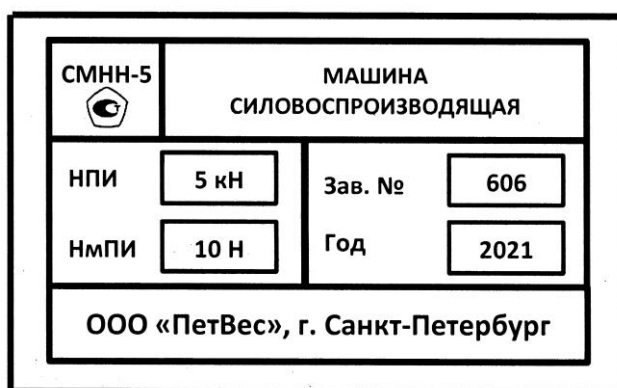 СМНН-5
МАШИНА
СИЛОВОСПРОИЗВОДЯЩАЯ
НПИ 5 кН
Зав. № 606
НмПИ 10 Н
Год 2021
ООО «ПетВес», г. Санкт-Петербург